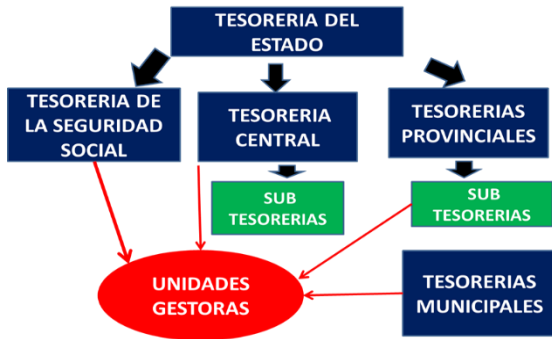 TESORERIA DEL
ESTADO
TESORERIA DE
LA SEGURIDAD
SOCIAL
TESORERIA
CENTRAL
TESORERIAS
PROVINCIALES
SUB
TESORERIAS
SUB
TESORERIAS
UNIDADES
GESTORAS
TESORERIAS
MUNICIPALES